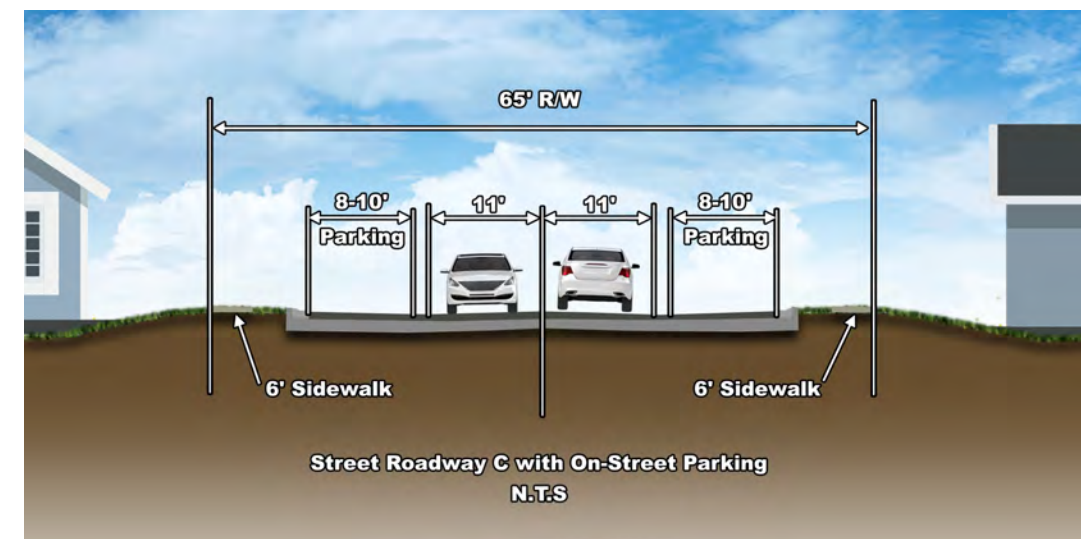 65' R/W
8-10' 11' 11' 8-10'
Parking Parking
6' Sidewalk 6' Sidewalk
Street Roadway C with On-Street Parking
N.T.S